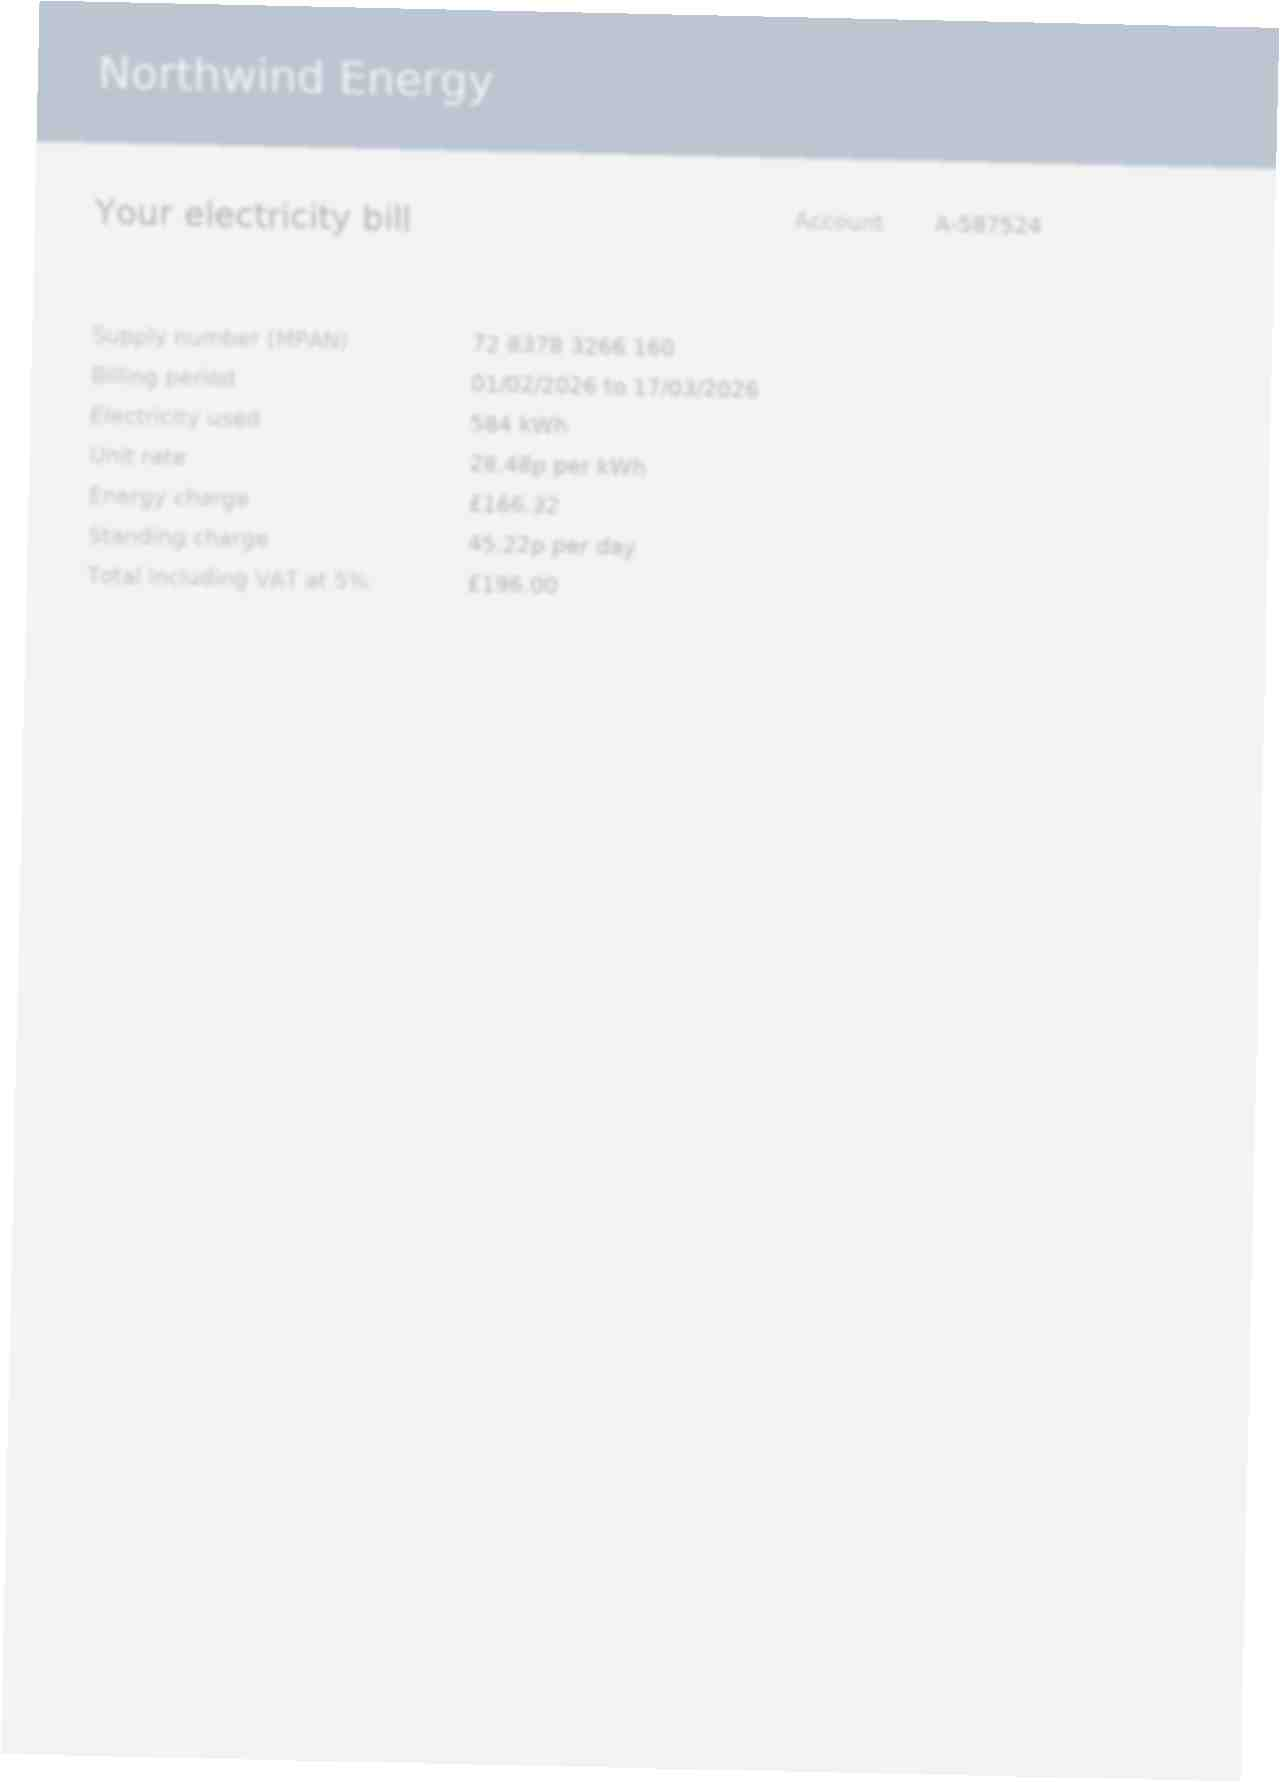 Northwind Energy
Your electricity bill
Account A-587524
Supply number (MPAN) 72 8378 3266 160
Billing period 01/02/2026 to 17/03/2026
Electricity used 584 kWh
Unit rate 28.48p per kWh
Energy charge £166.32
Standing charge 45.22p per day
Total including VAT at 5% £196.00